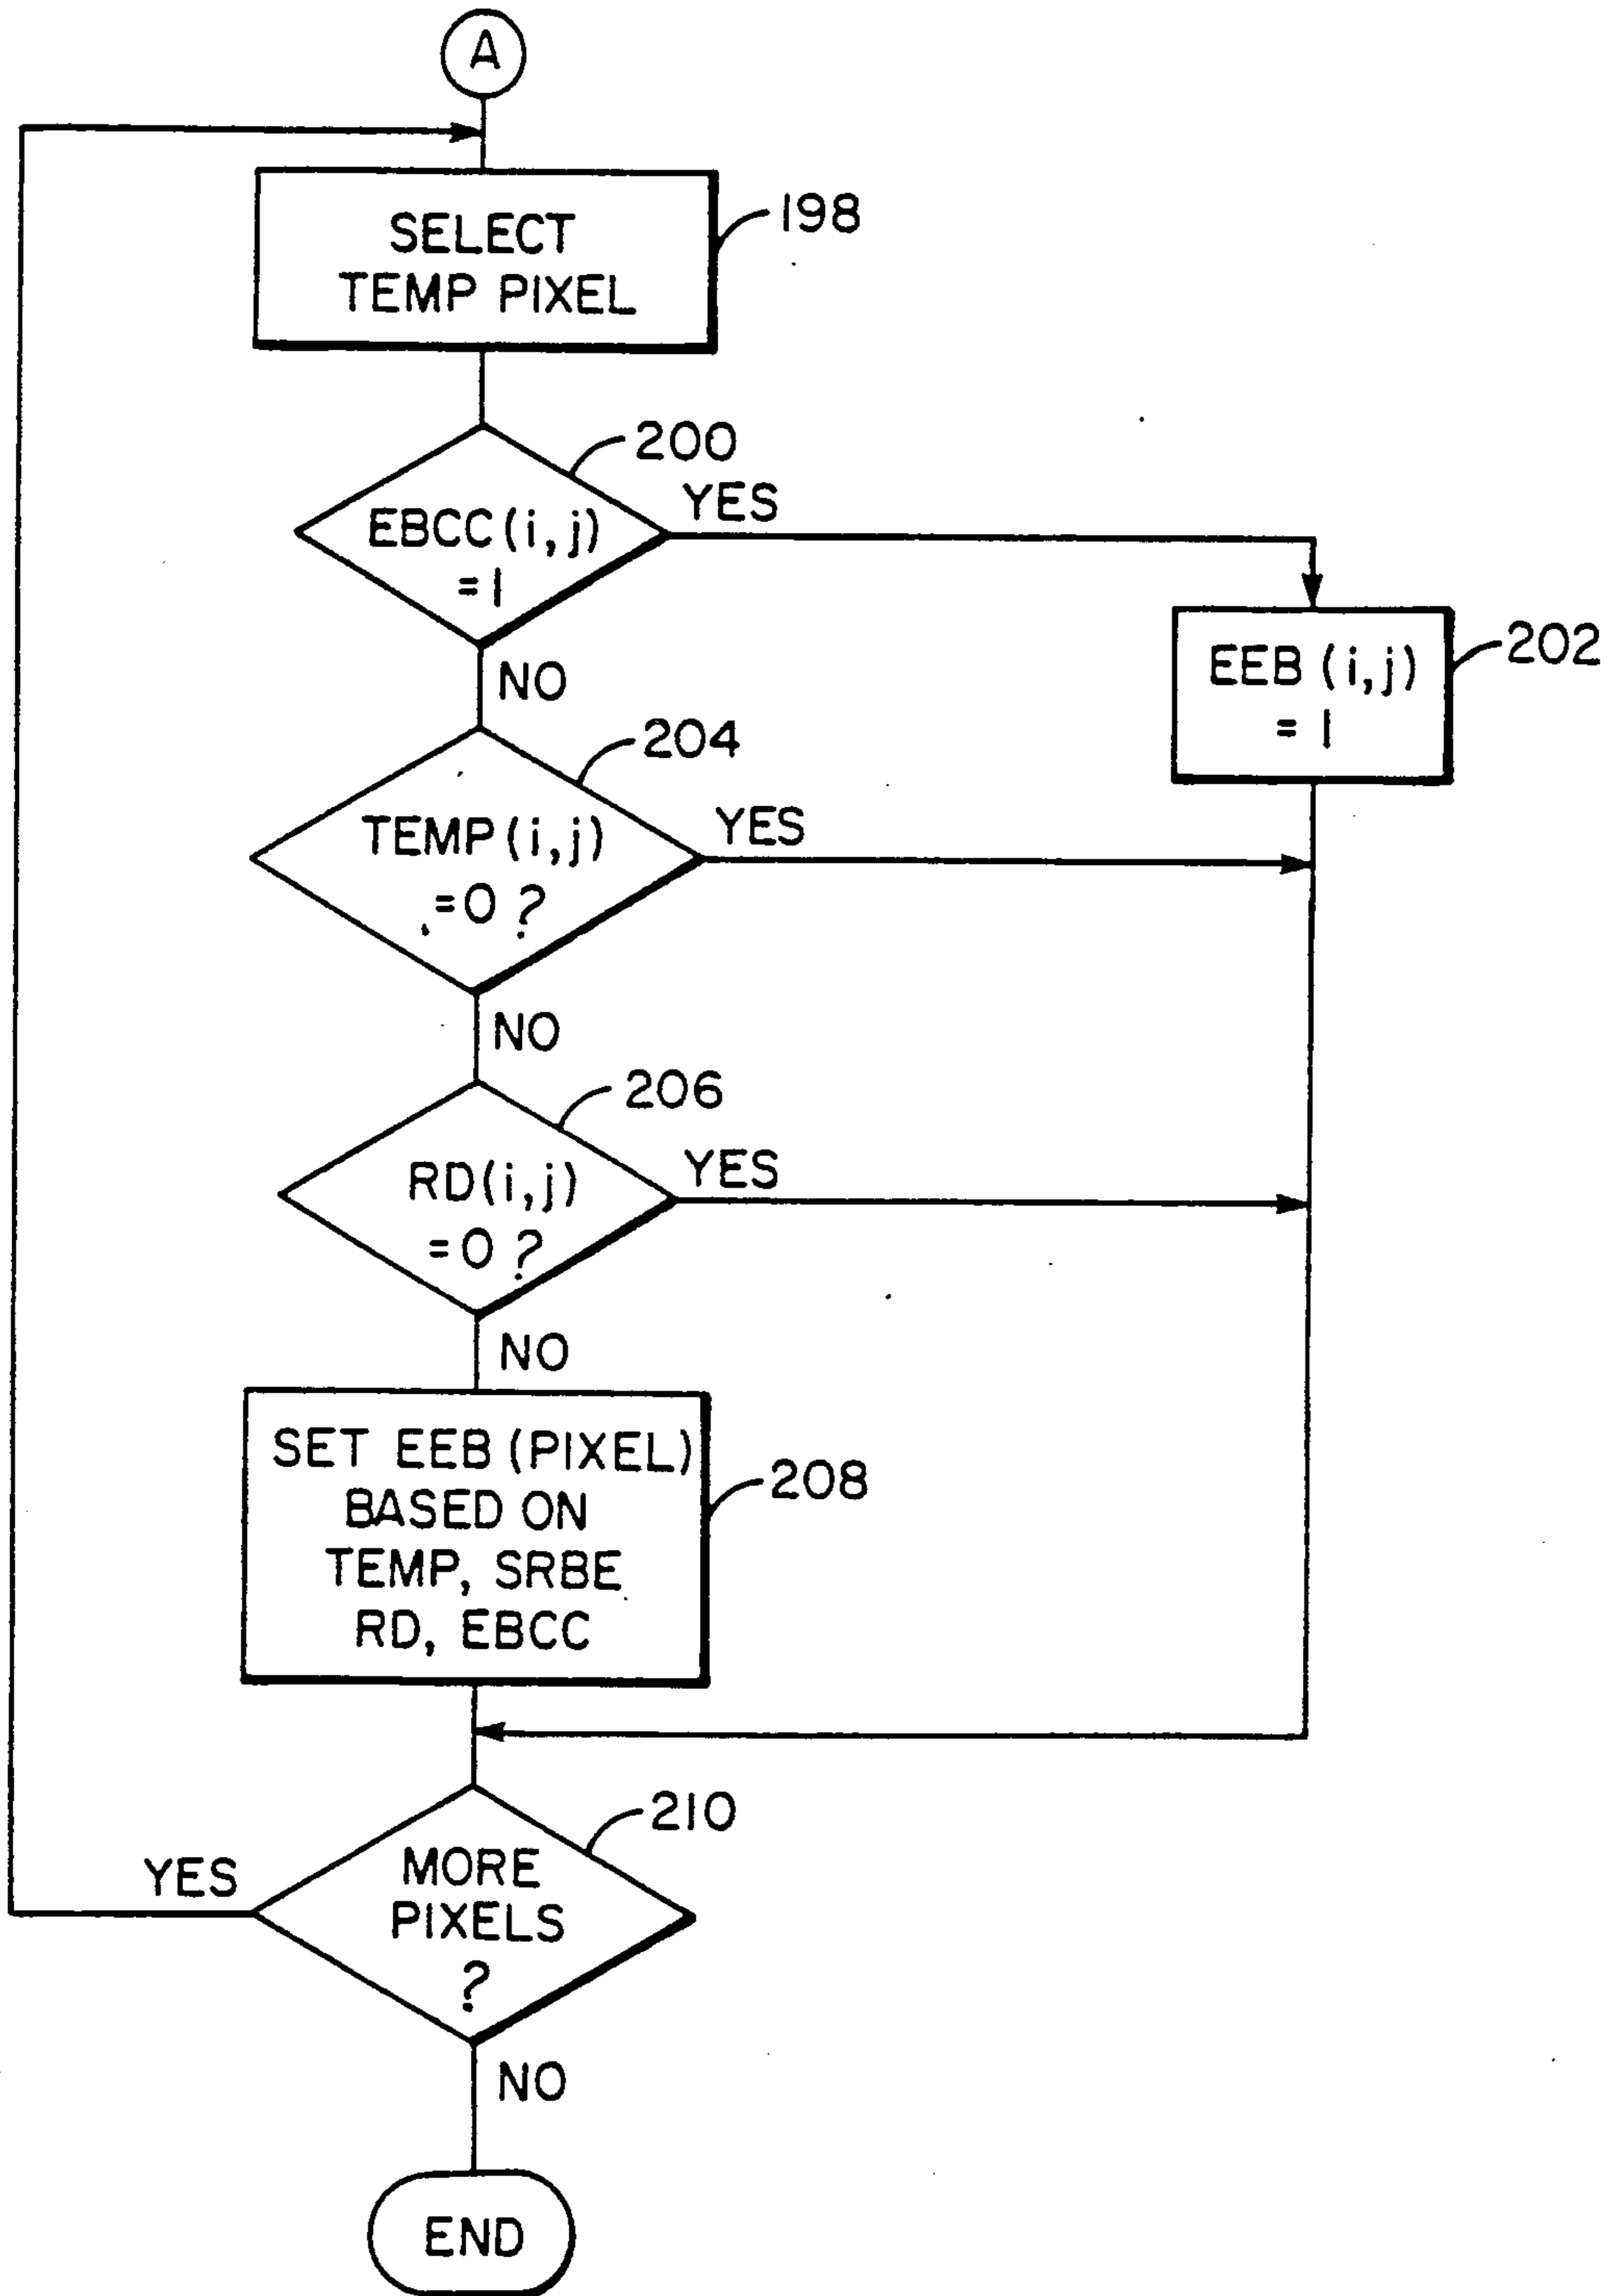 A
SELECT
TEMP PIXEL
198
200
EBCC(i,j)
=1
YES
NO
EEB (i,j)
= 1
202
204
TEMP(i,j)
=0 ?
YES
NO
206
RD(i,j)
=0 ?
YES
NO
SET EEB (PIXEL)
BASED ON
TEMP, SRBE
RD, EBCC
208
210
MORE
PIXELS
?
YES
NO
END